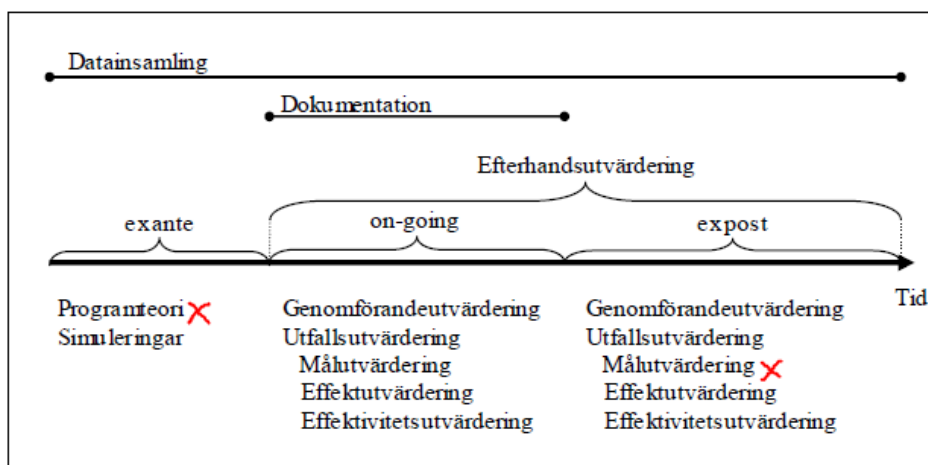 Datainsamling
Dokumentation
Efterhandsutvärdering
exante
on-going
expost
Tid
Programteori
Simuleringar
Genomförandeutvärdering
Utfallsutvärdering
Målutvärdering
Effektutvärdering
Effektivitetsutvärdering
Genomförandeutvärdering
Utfallsutvärdering
Målutvärdering
Effektutvärdering
Effektivitetsutvärdering